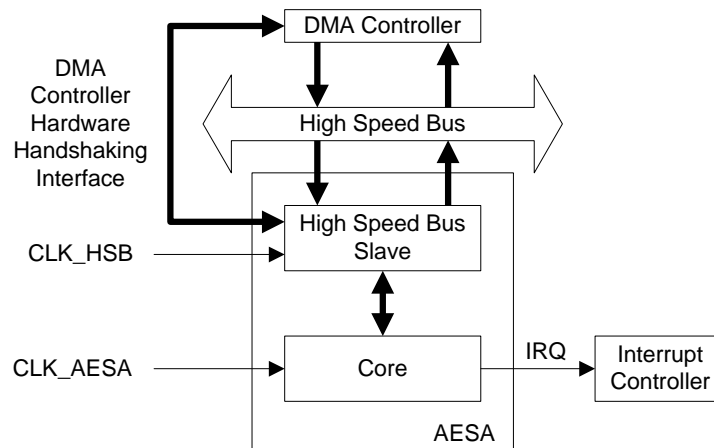 DMA Controller
DMA
Controller
Hardware
Handshaking
Interface
High Speed Bus
High Speed Bus
Slave
CLK_HSB
CLK_AESA
Core
IRQ
Interrupt
Controller
AESA